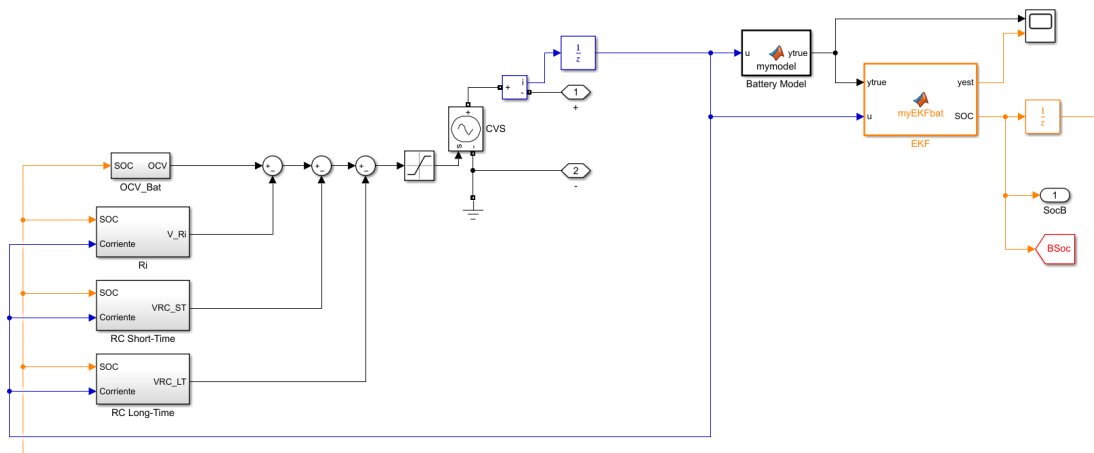 SOC OCV
OCV_Bat
SOC
Corriente
V_Ri
Ri
SOC
Corriente
VRC_ST
RC Short-Time
SOC
Corriente
VRC_LT
RC Long-Time
+
-
+
-
+
-
s
+
-
CVS
+
i
-
1
+
2
-
1
z
u
ytrue
mymodel
Battery Model
ytrue
u
yest
SOC
myEKFbat
EKF
1
z
1
SocB
BSoc